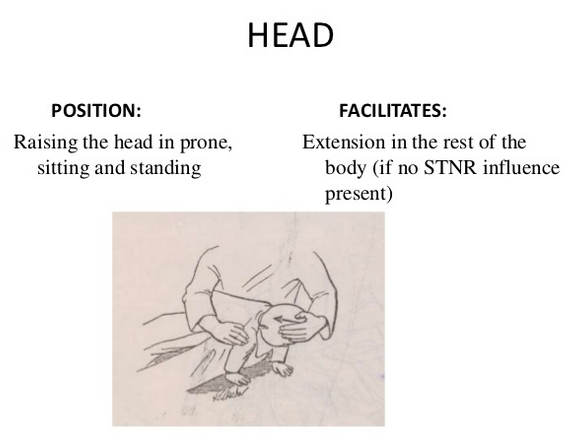 HEAD
POSITION:
Raising the head in prone,
sitting and standing
FACILITATES:
Extension in the rest of the
body (if no STNR influence
present)